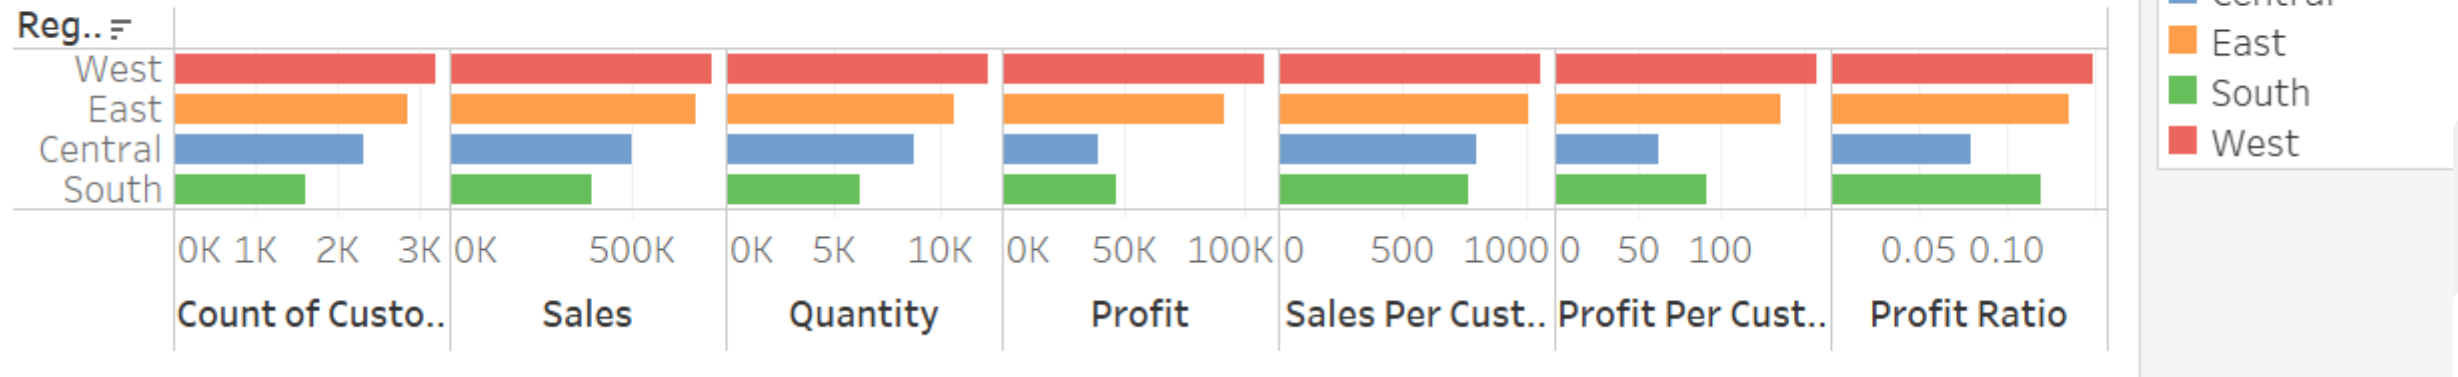 Reg..
West
East
Central
South
0K 1K 2K 3K 0K 500K 0K 5K 10K 0K 50K 100K 0 500 1000 0 50 100 0.05 0.10
Count of Custo.. Sales Quantity Profit Sales Per Cust.. Profit Per Cust.. Profit Ratio
Central
East
South
West